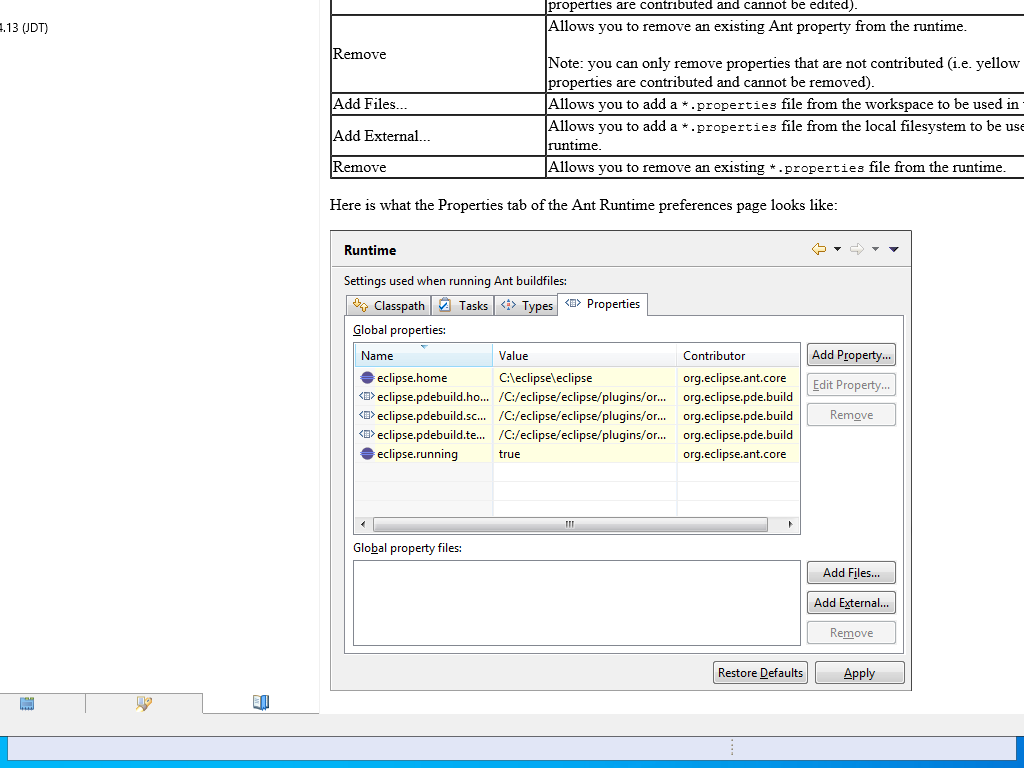 properties are contributed and cannot be edited).
4.13 (JDT)
Remove
Allows you to remove an existing Ant property from the runtime.
Note: you can only remove properties that are not contributed (i.e. yellow
properties are contributed and cannot be removed).
Add Files...
Allows you to add a *.properties file from the workspace to be used in
Add External...
Allows you to add a *.properties file from the local filesystem to be use
runtime.
Remove
Allows you to remove an existing *.properties file from the runtime.
Here is what the Properties tab of the Ant Runtime preferences page looks like:
Runtime
Settings used when running Ant buildfiles:
Classpath Tasks Types Properties
Global properties:
Name Value Contributor
Add Property...
eclipse.home C:\eclipse\eclipse org.eclipse.ant.core
Edit Property...
eclipse.pdebuild.ho... /C:/eclipse/eclipse/plugins/or... org.eclipse.pde.build
eclipse.pdebuild.sc... /C:/eclipse/eclipse/plugins/or... org.eclipse.pde.build
Remove
eclipse.pdebuild.te... /C:/eclipse/eclipse/plugins/or... org.eclipse.pde.build
eclipse.running true org.eclipse.ant.core
Global property files:
Add Files...
Add External...
Remove
Restore Defaults Apply